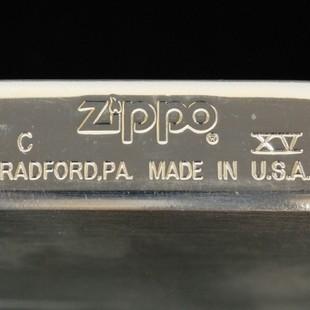 Zippo®
C XV
RADFORD, PA. MADE IN U.S.A.